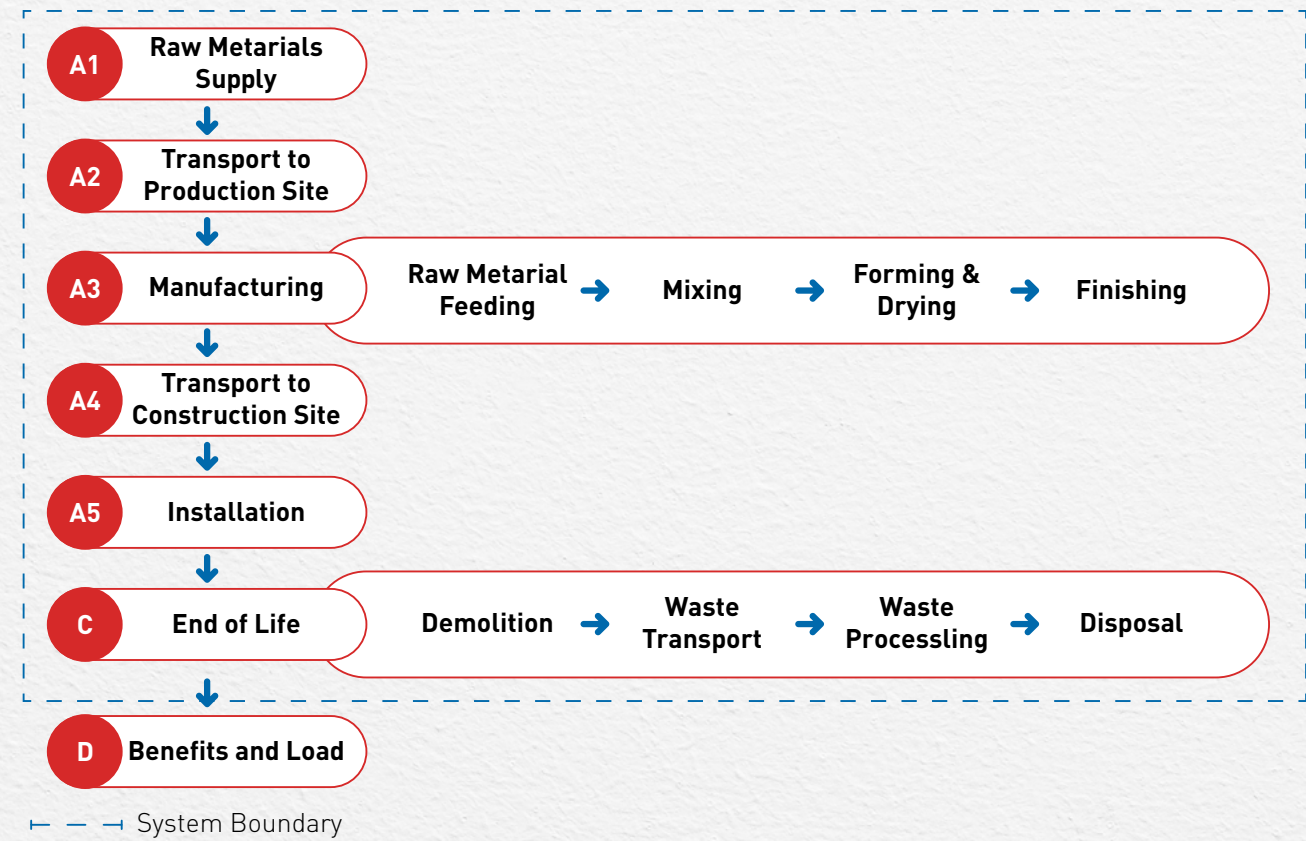 A1
Raw Metarials
Supply
A2
Transport to
Production Site
A3
Manufacturing
Raw Metarial
Feeding
Mixing
Forming &
Drying
Finishing
A4
Transport to
Construction Site
A5
Installation
C
End of Life
Demolition
Waste
Transport
Waste
Processling
Disposal
D
Benefits and Load
System Boundary